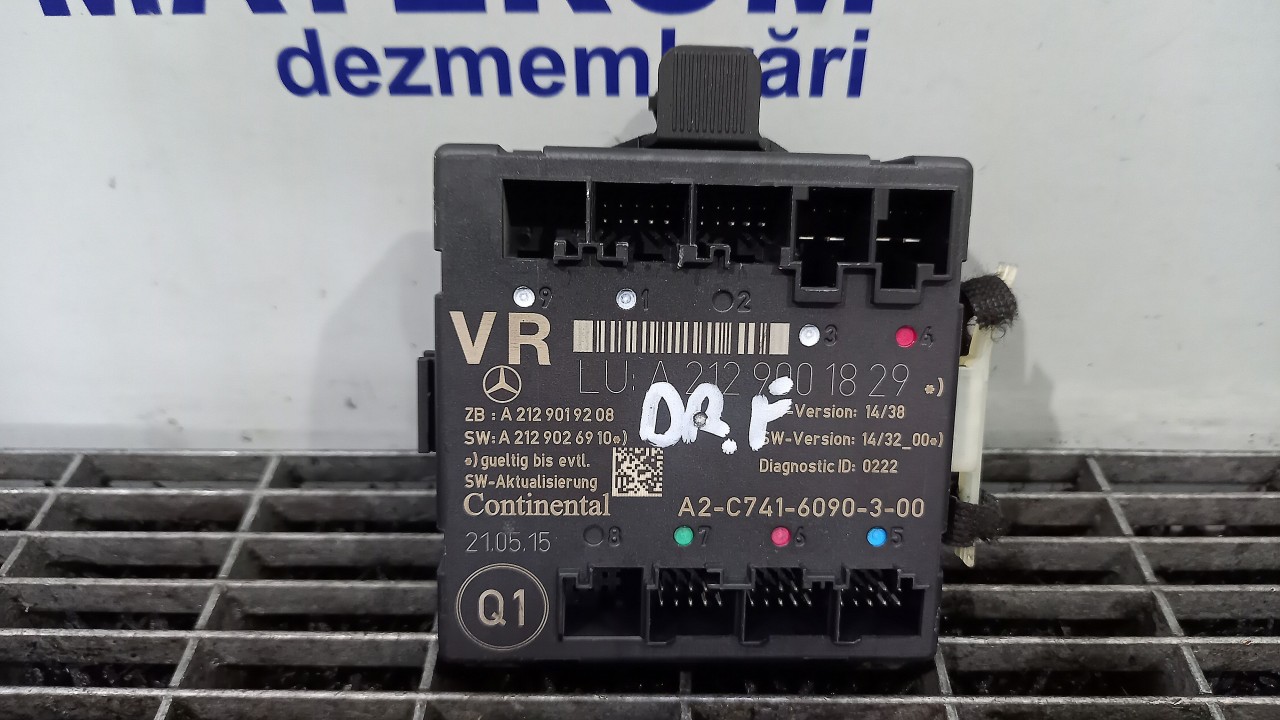 dezmembrări
9 1 2
3 4
VR
LU: A 212 900 18 29 *)
DR. F
ZB : A 212 901 92 08
-Version: 14/38
SW: A 212 902 69 10*)
SW-Version: 14/32_00*)
*) gueltig bis evtl.
SW-Aktualisierung
Diagnostic ID: 0222
Continental
A2-C741-6090-3-00
21.05.15
8 7 6 5
Q1